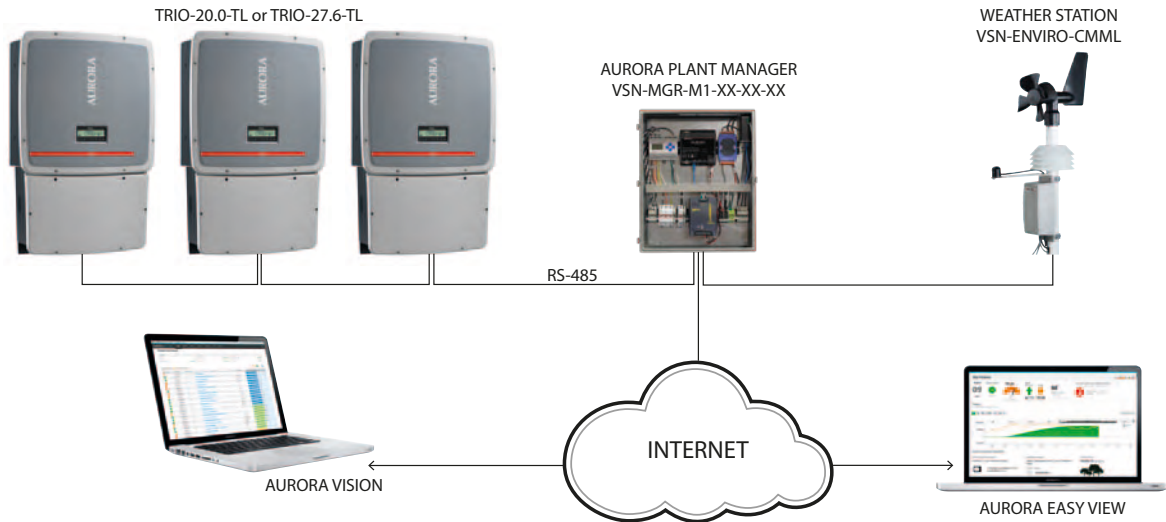 TRIO-20.0-TL or TRIO-27.6-TL
WEATHER STATION
VSN-ENVIRO-CMML
AURORA PLANT MANAGER
VSN-MGR-M1-XX-XX-XX
AURORA
AURORA
AURORA
RS-485
INTERNET
AURORA VISION
AURORA EASY VIEW